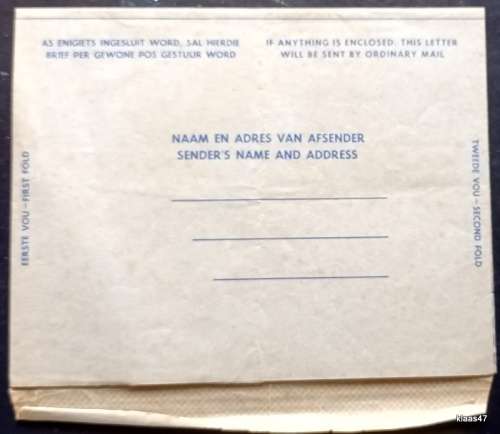 AS ENIGIETS INGESLUIT WORD, SAL HIERDIE
BRIEF PER GEWONE POS GESTUUR WORD
IF ANYTHING IS ENCLOSED, THIS LETTER
WILL BE SENT BY ORDINARY MAIL
NAAM EN ADRES VAN AFSENDER
SENDER'S NAME AND ADDRESS
EERSTE VOU – FIRST FOLD
TWEEDE VOU – SECOND FOLD
klaas47